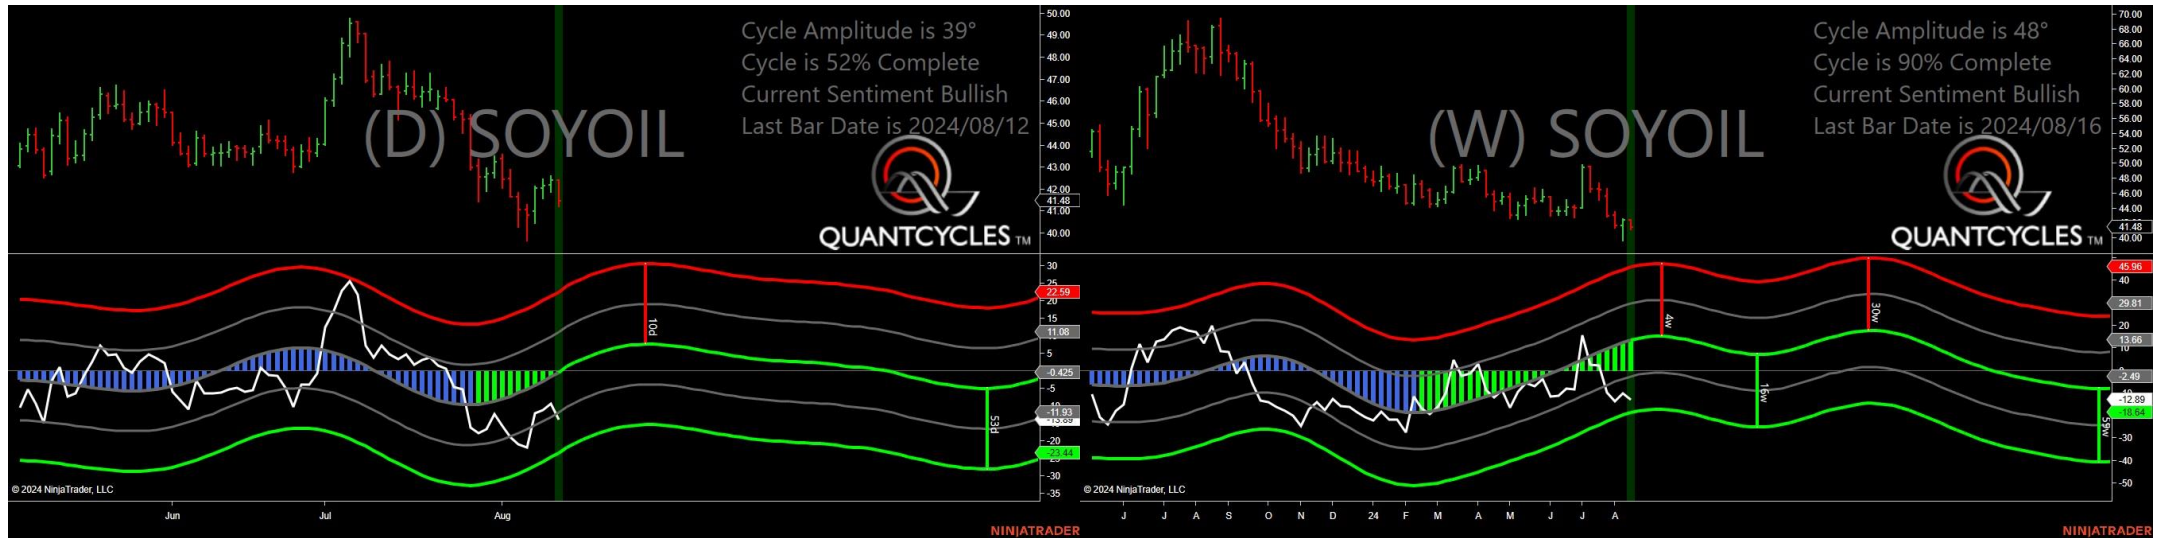 Cycle Amplitude is 39°
Cycle is 52% Complete
Current Sentiment Bullish
Last Bar Date is 2024/08/12
(D) SOYOIL
QUANTCYCLES TM
50.00
49.00
48.00
47.00
46.00
45.00
44.00
43.00
42.00
41.48
41.00
40.00
30
25
22.59
20
15
11.08
5
-0.425
-5
-11.93
-13.89
-20
-23.44
-30
-35
10d
53d
© 2024 NinjaTrader, LLC
Jun
Jul
Aug
NINJATRADER
Cycle Amplitude is 48°
Cycle is 90% Complete
Current Sentiment Bullish
Last Bar Date is 2024/08/16
(W) SOYOIL
QUANTCYCLES TM
70.00
68.00
66.00
64.00
62.00
60.00
58.00
56.00
54.00
52.00
50.00
48.00
46.00
44.00
41.48
40.00
45.96
40
29.81
20
13.66
-2.49
-12.89
-18.64
-30
-40
-50
4w
16w
30w
59w
© 2024 NinjaTrader, LLC
J
J
A
S
O
N
D
24
F
M
A
M
J
J
A
NINJATRADER